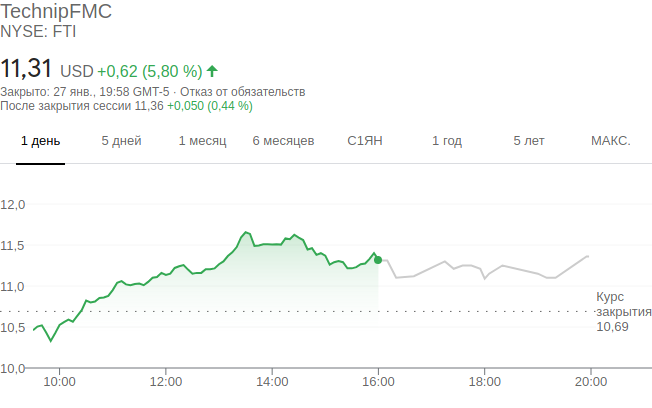 TechnipFMC
NYSE: FTI
11,31 USD +0,62 (5,80 %)
Закрыто: 27 янв., 19:58 GMT-5 · Отказ от обязательств
После закрытия сессии 11,36 +0,050 (0,44 %)
1 день 5 дней 1 месяц 6 месяцев С1ЯН 1 год 5 лет МАКС.
12,0
11,5
11,0
Курс
закрытия
10,69
10,5
10,0
10:00 12:00 14:00 16:00 18:00 20:00